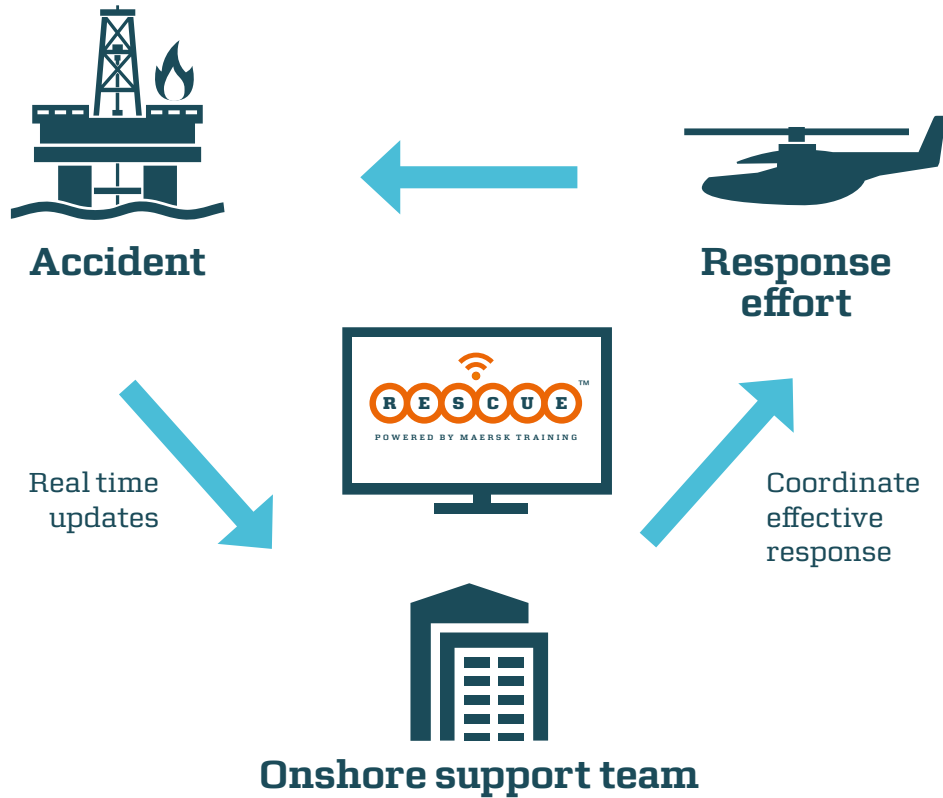 Accident
Response
effort
RESCUE™
POWERED BY MAERSK TRAINING
Real time
updates
Coordinate
effective
response
Onshore support team